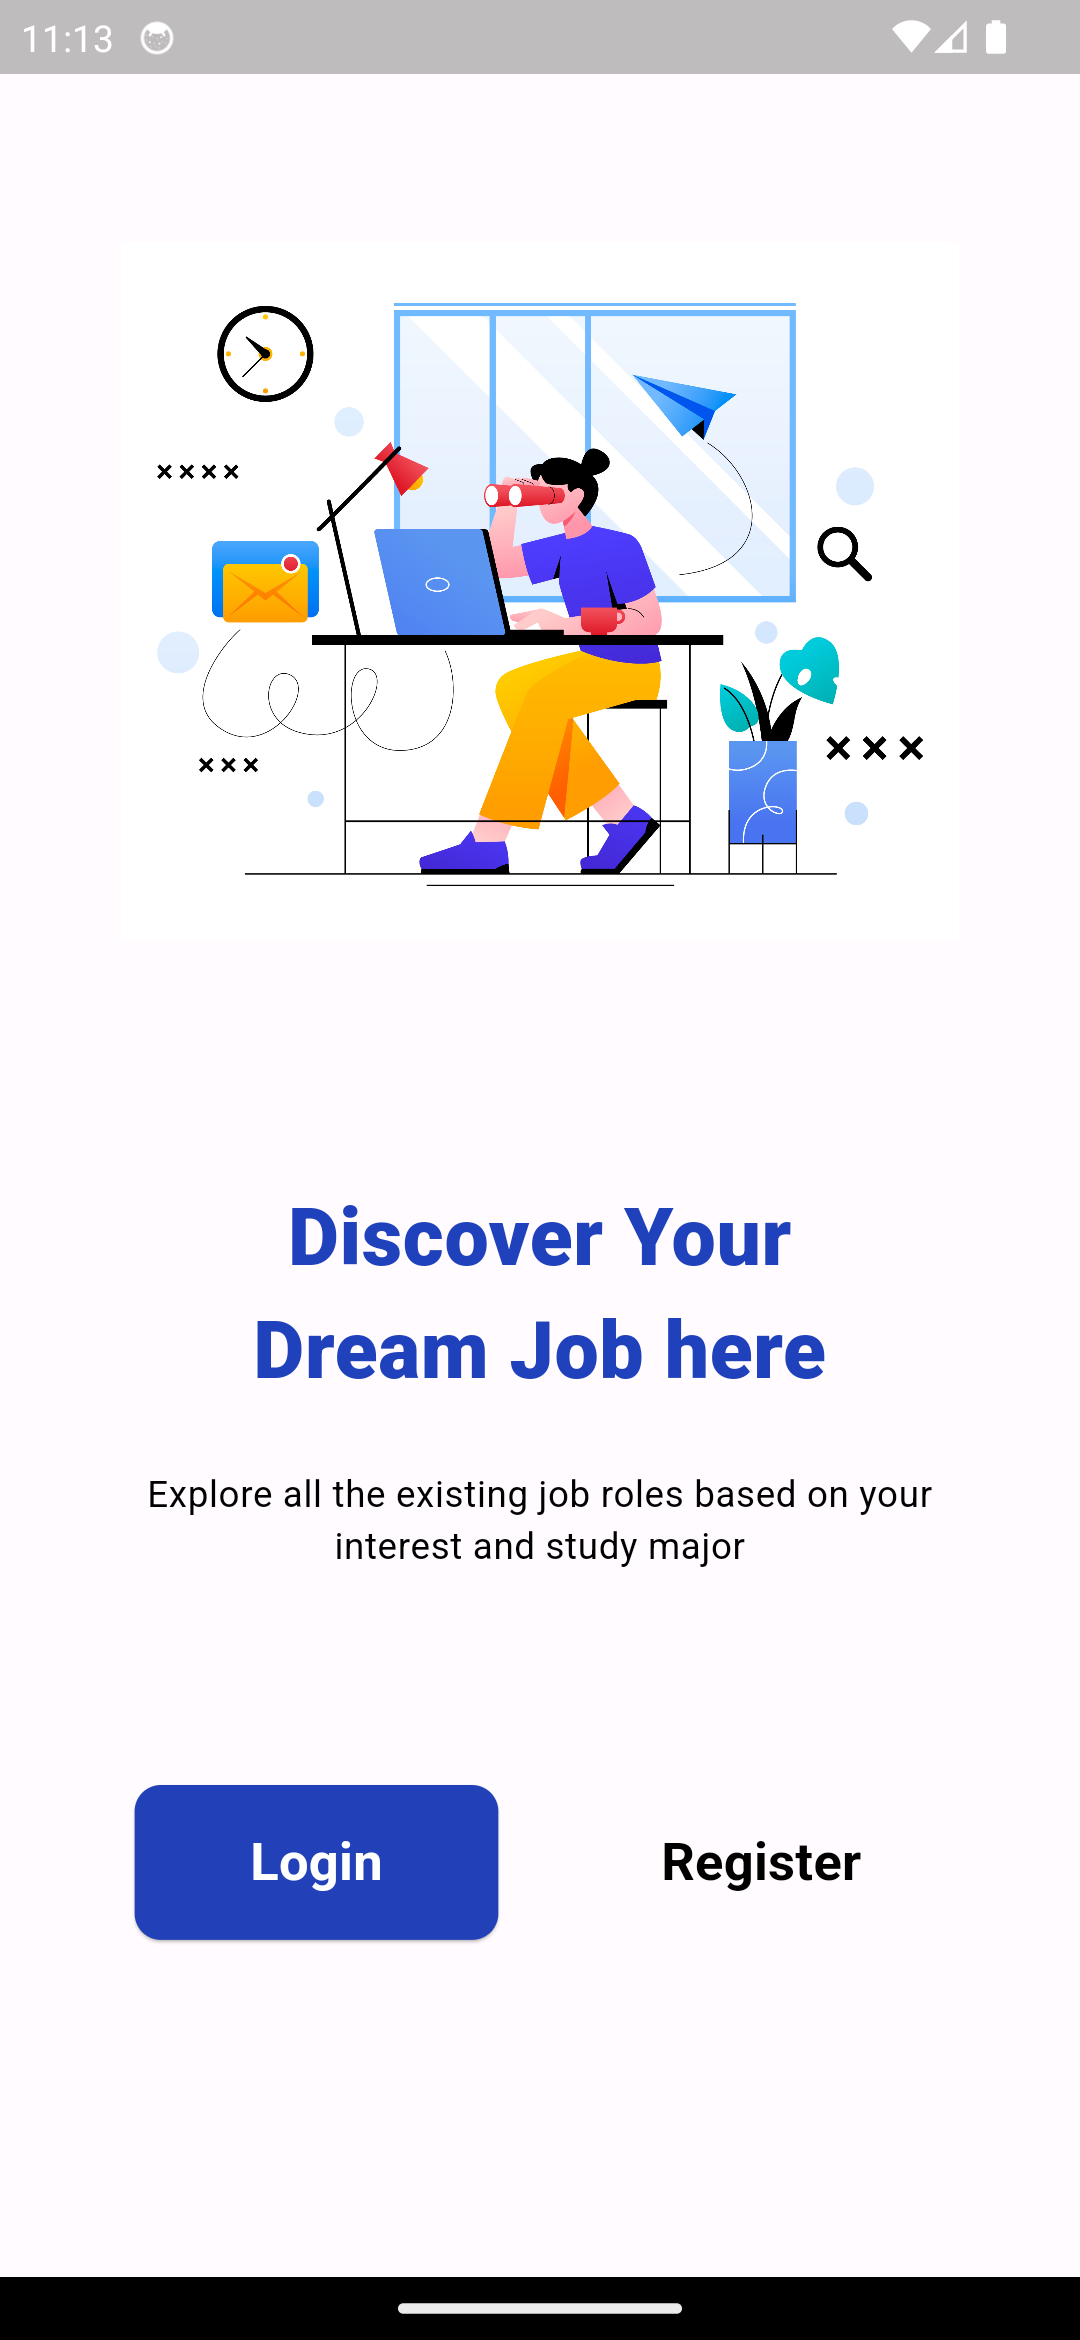 11:13
Discover Your
Dream Job here
Explore all the existing job roles based on your
interest and study major
Login
Register